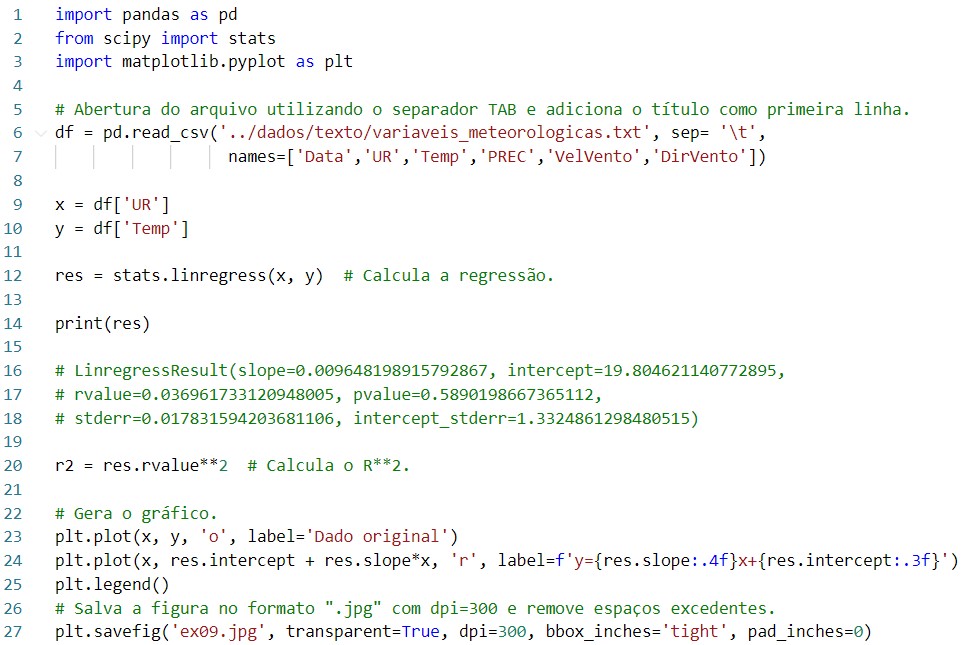 1 import pandas as pd
2 from scipy import stats
3 import matplotlib.pyplot as plt
4
5 # Abertura do arquivo utilizando o separador TAB e adiciona o título como primeira linha.
6 df = pd.read_csv('../dados/texto/variaveis_meteorologicas.txt', sep= '\t',
7 names=['Data','UR','Temp','PREC','VelVento','DirVento'])
8
9 x = df['UR']
10 y = df['Temp']
11
12 res = stats.linregress(x, y)  # Calcula a regressão.
13
14 print(res)
15
16 # LinregressResult(slope=0.009648198915792867, intercept=19.804621140772895,
17 # rvalue=0.036961733120948005, pvalue=0.5890198667365112,
18 # stderr=0.017831594203681106, intercept_stderr=1.3324861298480515)
19
20 r2 = res.rvalue**2  # Calcula o R**2.
21
22 # Gera o gráfico.
23 plt.plot(x, y, 'o', label='Dado original')
24 plt.plot(x, res.intercept + res.slope*x, 'r', label=f'y={res.slope:.4f}x+{res.intercept:.3f}')
25 plt.legend()
26 # Salva a figura no formato ".jpg" com dpi=300 e remove espaços excedentes.
27 plt.savefig('ex09.jpg', transparent=True, dpi=300, bbox_inches='tight', pad_inches=0)